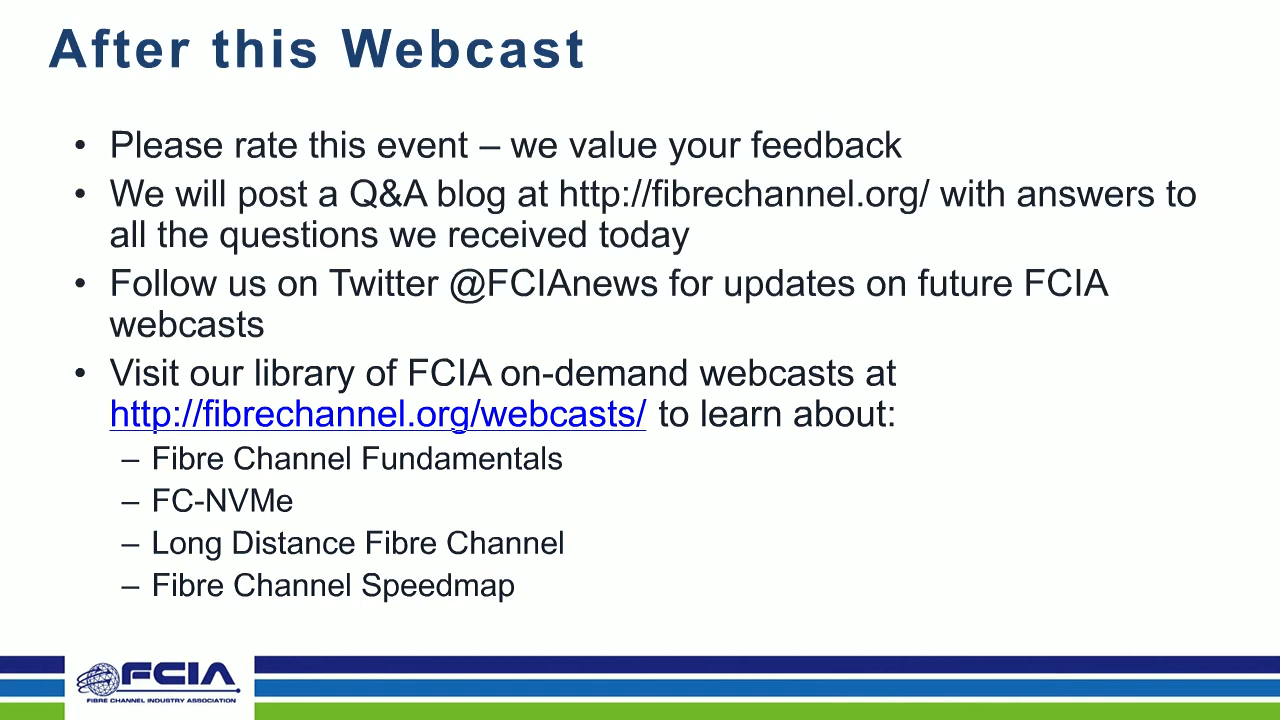 After this Webcast
• Please rate this event – we value your feedback
• We will post a Q&A blog at http://fibrechannel.org/ with answers to
all the questions we received today
• Follow us on Twitter @FCIAnews for updates on future FCIA
webcasts
• Visit our library of FCIA on-demand webcasts at
http://fibrechannel.org/webcasts/ to learn about:
– Fibre Channel Fundamentals
– FC-NVMe
– Long Distance Fibre Channel
– Fibre Channel Speedmap
FCIA
FIBRE CHANNEL INDUSTRY ASSOCIATION